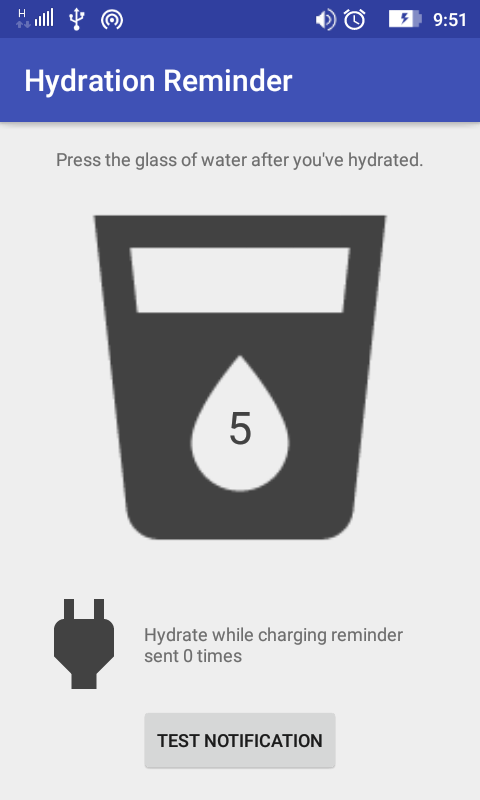 H
9:51
Hydration Reminder
Press the glass of water after you've hydrated.
5
Hydrate while charging reminder
sent 0 times
TEST NOTIFICATION